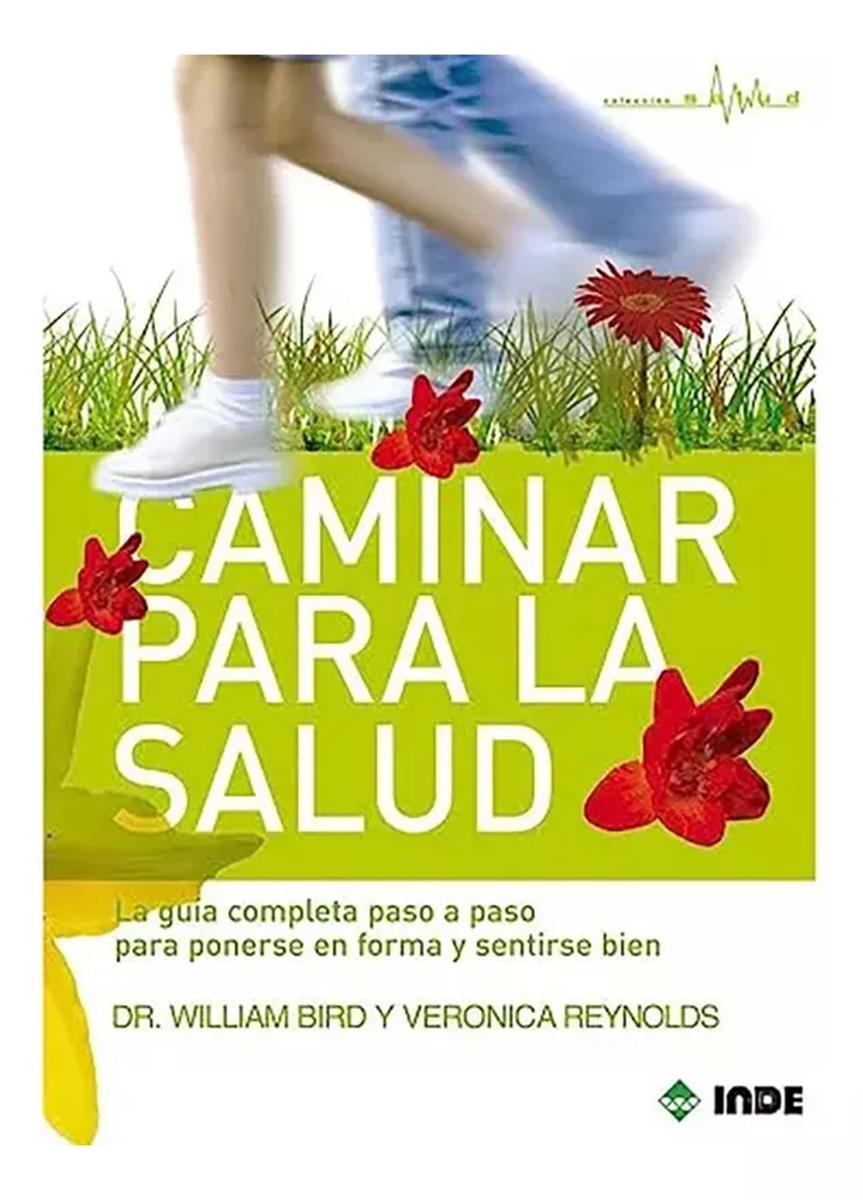 colección salud
CAMINAR
PARA LA
SALUD
La guía completa paso a paso
para ponerse en forma y sentirse bien
DR. WILLIAM BIRD Y VERONICA REYNOLDS
INDE